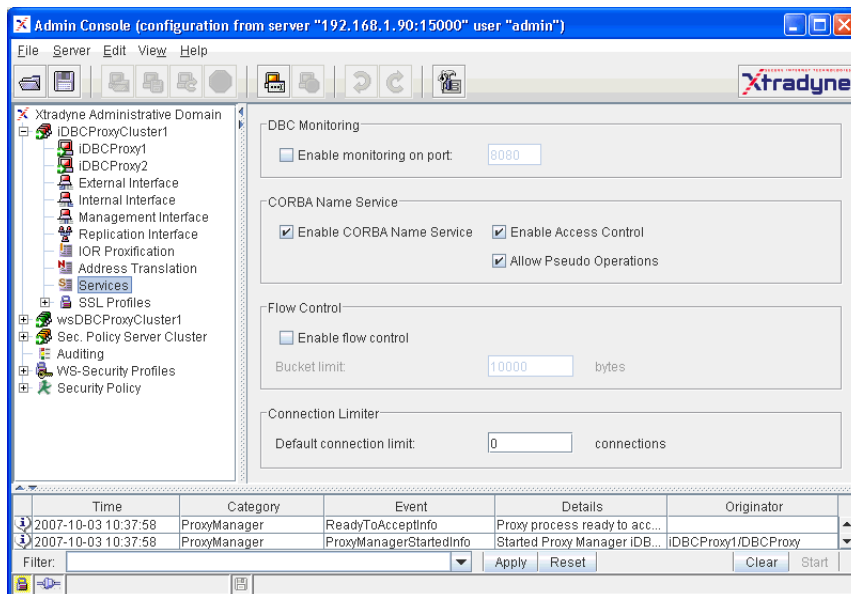 Admin Console (configuration from server "192.168.1.90:15000" user "admin")
File Server Edit View Help
SECURE INTERNET TECHNOLOGIES
Xtradyne
Xtradyne Administrative Domain
iDBCProxyCluster1
iDBCProxy1
iDBCProxy2
External Interface
Internal Interface
Management Interface
Replication Interface
IOR Proxification
Address Translation
Services
SSL Profiles
wsDBCProxyCluster1
Sec. Policy Server Cluster
Auditing
WS-Security Profiles
Security Policy
DBC Monitoring
Enable monitoring on port: 8080
CORBA Name Service
Enable CORBA Name Service Enable Access Control
Allow Pseudo Operations
Flow Control
Enable flow control
Bucket limit: 10000 bytes
Connection Limiter
Default connection limit: 0 connections
Time Category Event Details Originator
2007-10-03 10:37:58 ProxyManager ReadyToAcceptInfo Proxy process ready to acc...
2007-10-03 10:37:58 ProxyManager ProxyManagerStartedInfo Started Proxy Manager iDB... iDBCProxy1/DBCProxy
Filter: Apply Reset Clear Start